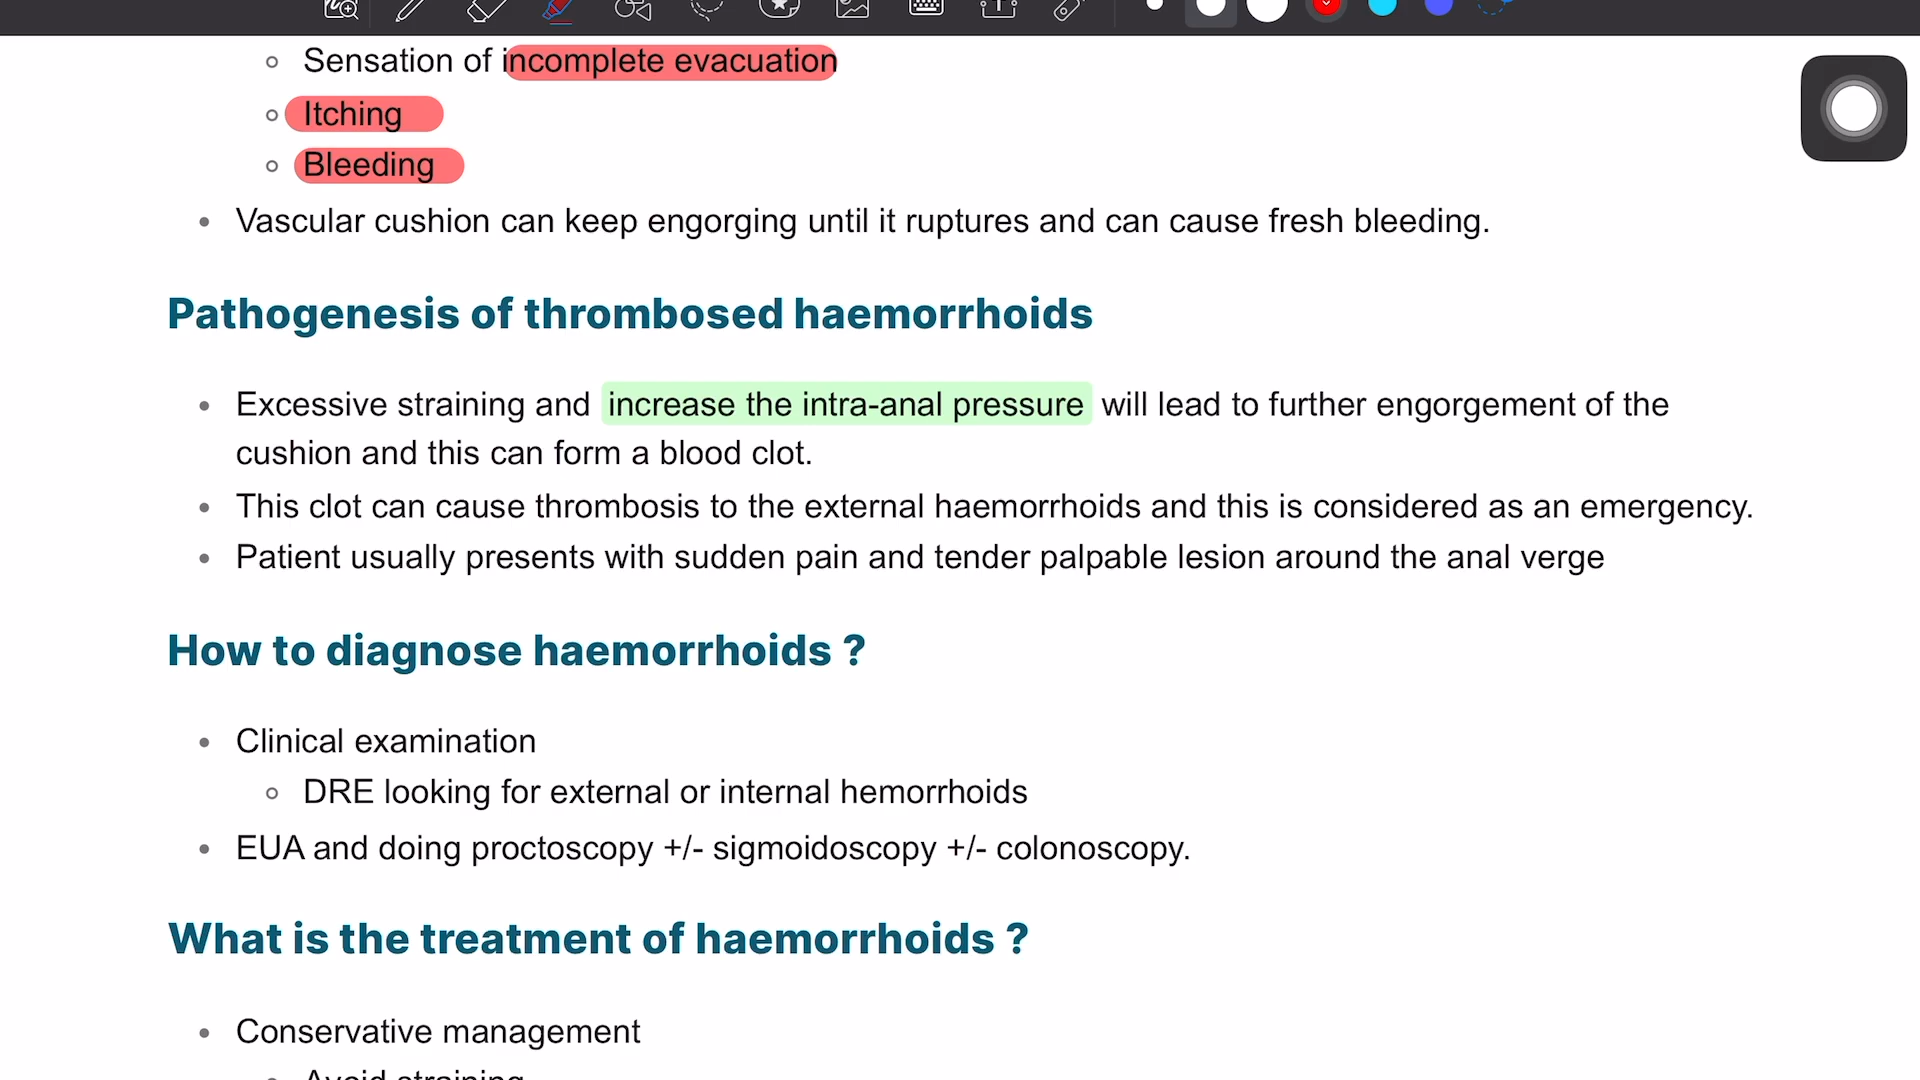 Sensation of incomplete evacuation
Itching
Bleeding
Vascular cushion can keep engorging until it ruptures and can cause fresh bleeding.
Pathogenesis of thrombosed haemorrhoids
Excessive straining and increase the intra-anal pressure will lead to further engorgement of the
cushion and this can form a blood clot.
This clot can cause thrombosis to the external haemorrhoids and this is considered as an emergency.
Patient usually presents with sudden pain and tender palpable lesion around the anal verge
How to diagnose haemorrhoids ?
Clinical examination
DRE looking for external or internal hemorrhoids
EUA and doing proctoscopy +/- sigmoidoscopy +/- colonoscopy.
What is the treatment of haemorrhoids ?
Conservative management
Avoid straining